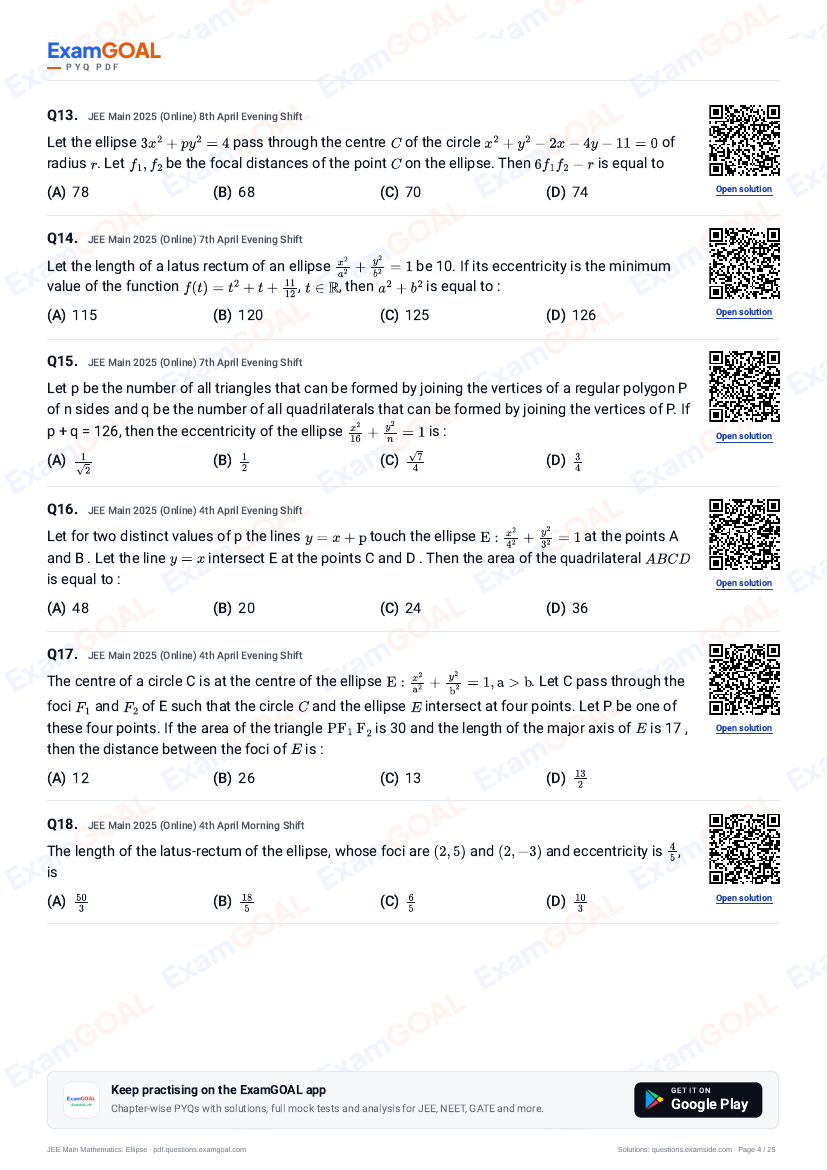 ExamGOAL
PYQ PDF
Q13. JEE Main 2025 (Online) 8th April Evening Shift
Let the ellipse 3x² + py² = 4 pass through the centre C of the circle x² + y² − 2x − 4y − 11 = 0 of
radius r. Let f₁, f₂ be the focal distances of the point C on the ellipse. Then 6f₁f₂ − r is equal to
(A) 78 (B) 68 (C) 70 (D) 74
Open solution
Q14. JEE Main 2025 (Online) 7th April Evening Shift
Let the length of a latus rectum of an ellipse x²/a² + y²/b² = 1 be 10. If its eccentricity is the minimum
value of the function f(t) = t² + t + 11/12, t ∈ ℝ, then a² + b² is equal to :
(A) 115 (B) 120 (C) 125 (D) 126
Open solution
Q15. JEE Main 2025 (Online) 7th April Evening Shift
Let p be the number of all triangles that can be formed by joining the vertices of a regular polygon P
of n sides and q be the number of all quadrilaterals that can be formed by joining the vertices of P. If
p + q = 126, then the eccentricity of the ellipse x²/16 + y²/n = 1 is :
(A) 1/√2 (B) 1/2 (C) √7/4 (D) 3/4
Open solution
Q16. JEE Main 2025 (Online) 4th April Evening Shift
Let for two distinct values of p the lines y = x + p touch the ellipse E : x²/4² + y²/3² = 1 at the points A
and B . Let the line y = x intersect E at the points C and D . Then the area of the quadrilateral ABCD
is equal to :
(A) 48 (B) 20 (C) 24 (D) 36
Open solution
Q17. JEE Main 2025 (Online) 4th April Evening Shift
The centre of a circle C is at the centre of the ellipse E : x²/a² + y²/b² = 1, a > b. Let C pass through the
foci F₁ and F₂ of E such that the circle C and the ellipse E intersect at four points. Let P be one of
these four points. If the area of the triangle PF₁ F₂ is 30 and the length of the major axis of E is 17 ,
then the distance between the foci of E is :
(A) 12 (B) 26 (C) 13 (D) 13/2
Open solution
Q18. JEE Main 2025 (Online) 4th April Morning Shift
The length of the latus-rectum of the ellipse, whose foci are (2, 5) and (2, −3) and eccentricity is 4/5,
is
(A) 50/3 (B) 18/5 (C) 6/5 (D) 10/3
Open solution
ExamGOAL
Keep practising on the ExamGOAL app
Chapter-wise PYQs with solutions, full mock tests and analysis for JEE, NEET, GATE and more.
GET IT ON
Google Play
JEE Main Mathematics: Ellipse · pdf.questions.examgoal.com
Solutions: questions.examside.com · Page 4 / 25